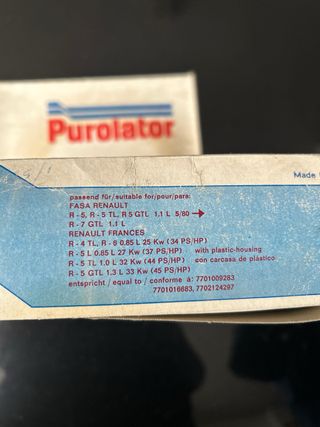 Purolator
Made
passend für/suitable for/pour/para:
FASA RENAULT
R - 5, R - 5 TL, R 5 GTL 1.1 L 5/80 →
R - 7 GTL 1.1 L
RENAULT FRANCES
R - 4 TL, R - 6 0.85 L 25 Kw (34 PS/HP)
R - 5 L 0.85 L 27 Kw (37 PS/HP) with plastic-housing
R - 5 TL 1.0 L 32 Kw (44 PS/HP) con carcasa de plástico
R - 5 GTL 1.3 L 33 Kw (45 PS/HP)
entspricht / equal to / conforme á: 7701009283
7701016683, 7702124297